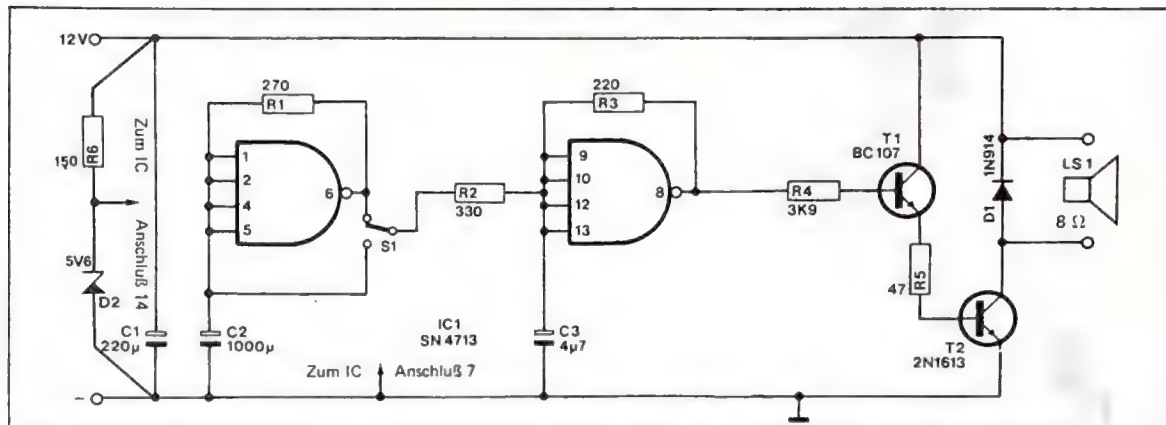 12V
270
R1
220
R3
Zum IC
Anschluß 14
R6
150
1
2
4
5
6
S1
R2
330
9
10
12
13
8
R4
3K9
T1
BC107
1N914
D1
LS1
8 Ω
5V6
D2
C1
220µ
C2
1000µ
IC1
SN 4713
C3
4µ7
47
R5
T2
2N1613
Zum IC
Anschluß 7
–